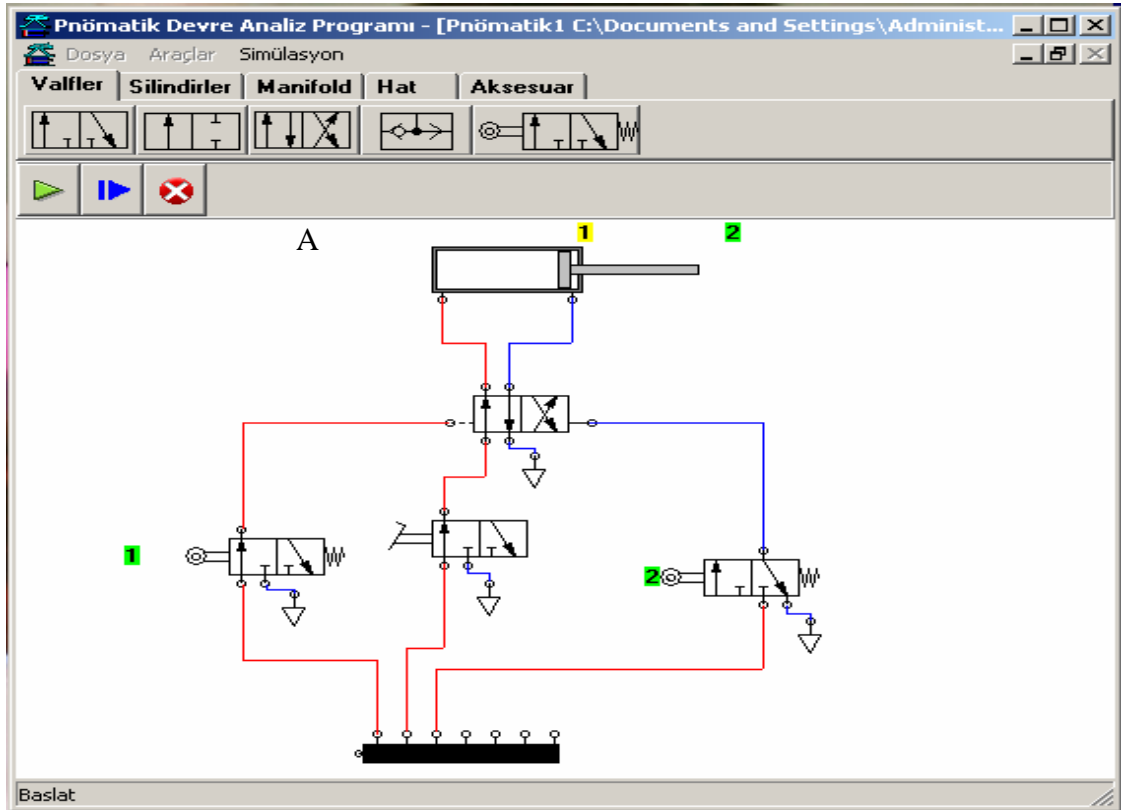 Pnömatik Devre Analiz Programı - [Pnömatik1 C:\Documents and Settings\Administ...
Dosya Araçlar Simülasyon
Valfler Silindirler Manifold Hat Aksesuar
A 1 2
1 2
Baslat